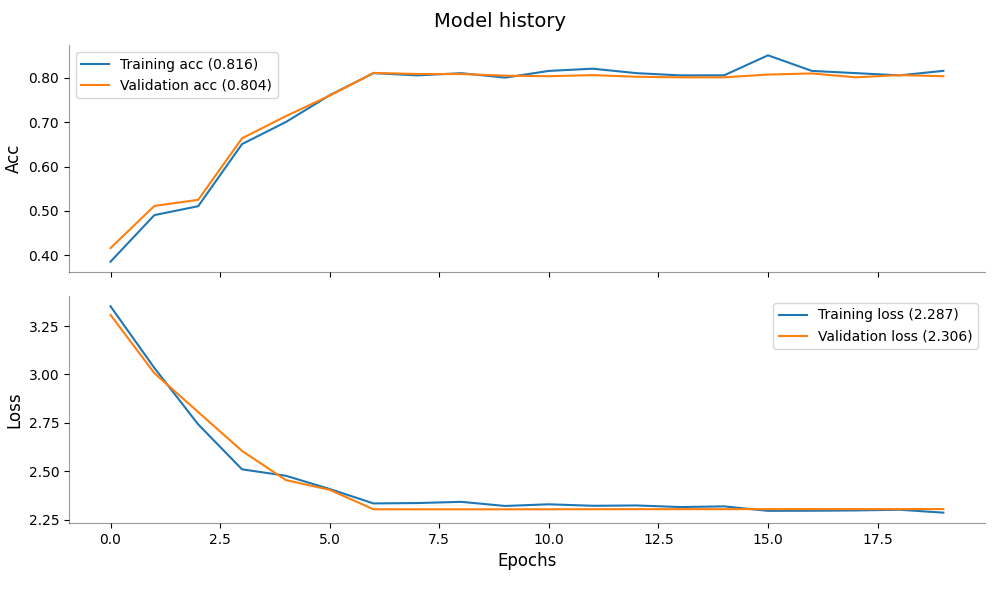 Model history
Training acc (0.816)
Validation acc (0.804)
0.80
0.70
0.60
0.50
0.40
Acc
Training loss (2.287)
Validation loss (2.306)
3.25
3.00
2.75
2.50
2.25
Loss
0.0 2.5 5.0 7.5 10.0 12.5 15.0 17.5
Epochs